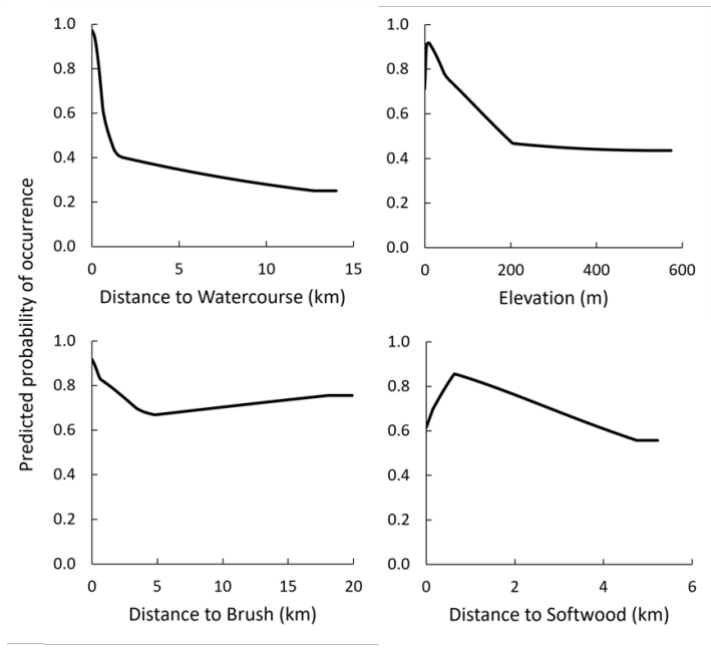 Predicted probability of occurrence
1.0
0.8
0.6
0.4
0.2
0.0
0 5 10 15
Distance to Watercourse (km)
1.0
0.8
0.6
0.4
0.2
0.0
0 200 400 600
Elevation (m)
1.0
0.8
0.6
0.4
0.2
0.0
0 5 10 15 20
Distance to Brush (km)
1.0
0.8
0.6
0.4
0.2
0.0
0 2 4 6
Distance to Softwood (km)